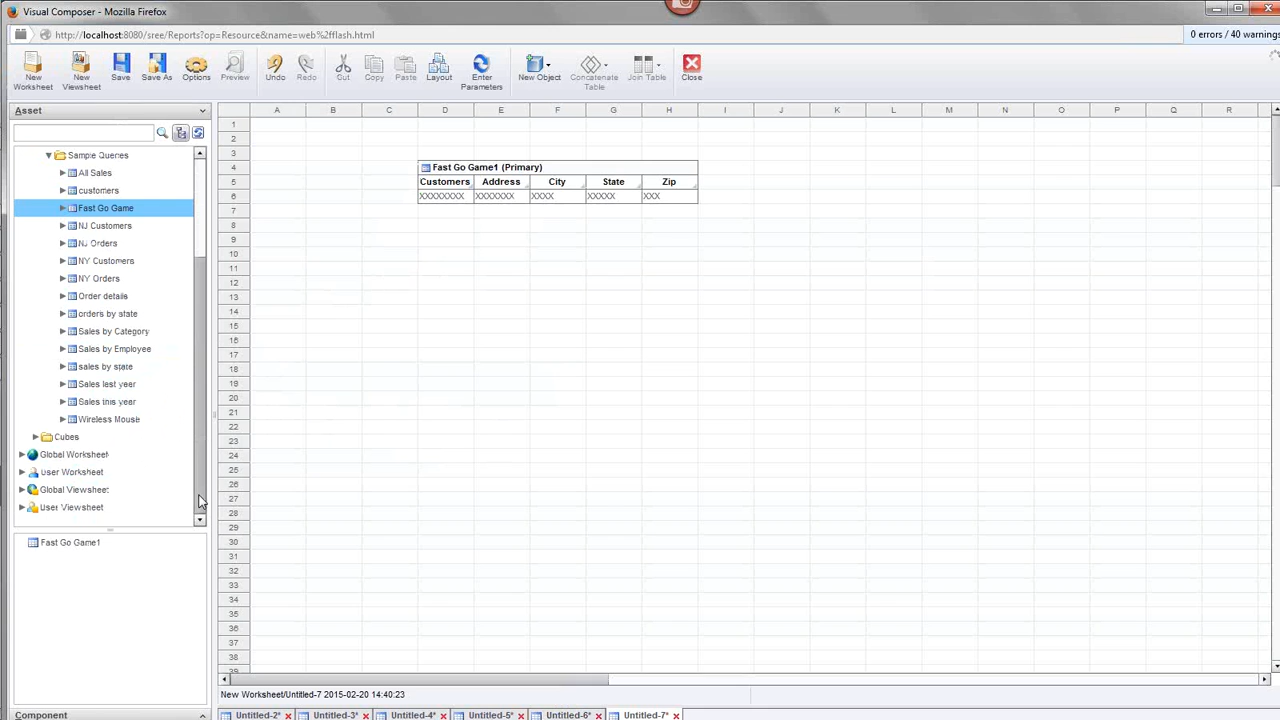 Visual Composer - Mozilla Firefox
http://localhost:8080/sree/Reports?op=Resource&name=web%2fflash.html
0 errors / 40 warnings
New Worksheet
New Viewsheet
Save
Save As
Options
Preview
Undo
Redo
Cut
Copy
Paste
Layout
Enter Parameters
New Object
Concatenate Table
Join Table
Close
Asset
A B C D E F G H I J K L M N O P Q R
Sample Queries
All Sales
customers
Fast Go Game
NJ Customers
NJ Orders
NY Customers
NY Orders
Order details
orders by state
Sales by Category
Sales by Employee
sales by state
Sales last year
Sales this year
Wireless Mouse
Cubes
Global Worksheet
User Worksheet
Global Viewsheet
User Viewsheet
Fast Go Game1
Component
1
2
3
4
5
6
7
8
9
10
11
12
13
14
15
16
17
18
19
20
21
22
23
24
25
26
27
28
29
30
31
32
33
34
35
36
37
38
39
Fast Go Game1 (Primary)
Customers Address City State Zip
XXXXXXXX XXXXXXX XXXX XXXXX XXX
New Worksheet/Untitled-7 2015-02-20 14:40:23
Untitled-2* Untitled-3* Untitled-4* Untitled-5* Untitled-6* Untitled-7*